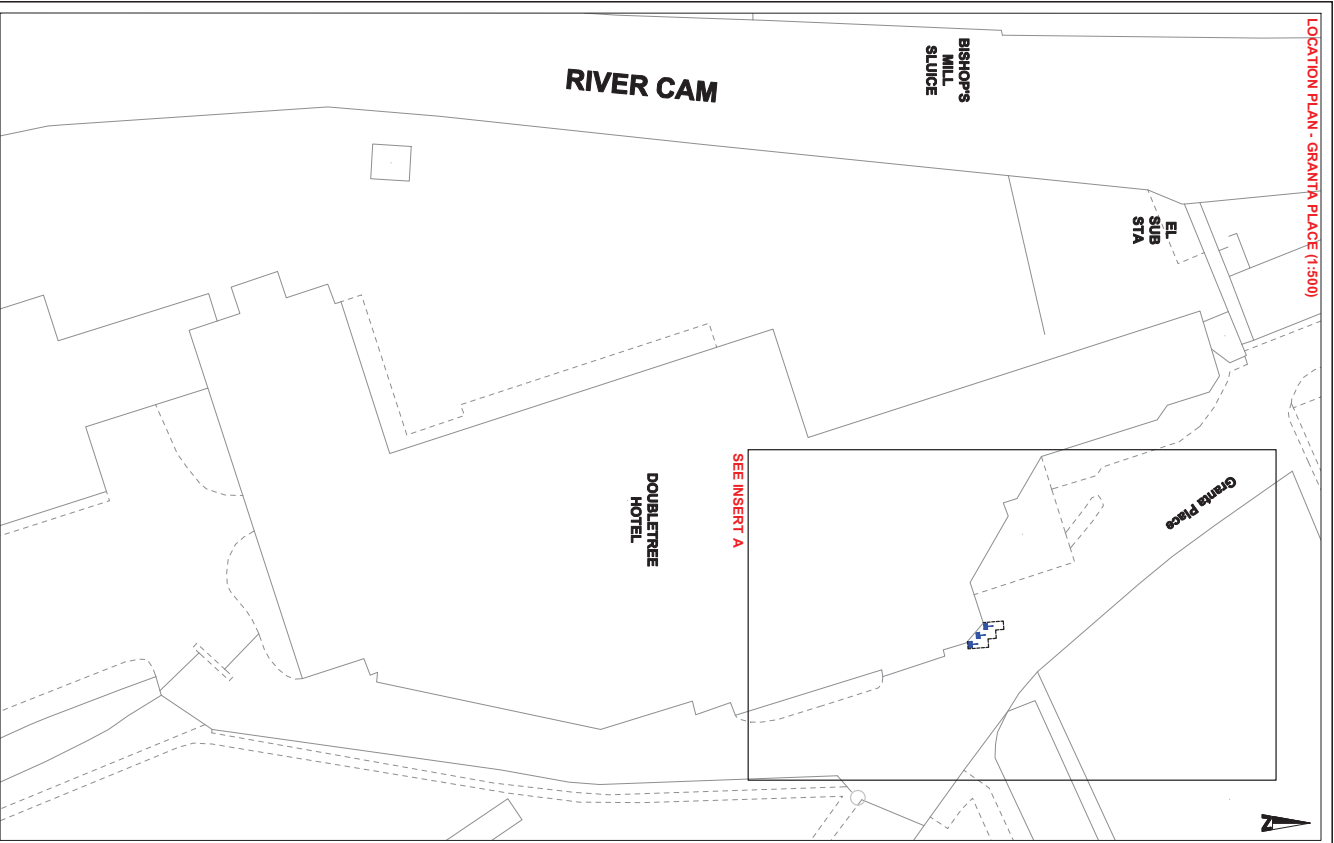 LOCATION PLAN - GRANTA PLACE (1:500)
BISHOP'S
MILL
SLUICE
RIVER CAM
EL
SUB
STA
Granta Place
SEE INSERT A
DOUBLETREE
HOTEL
N